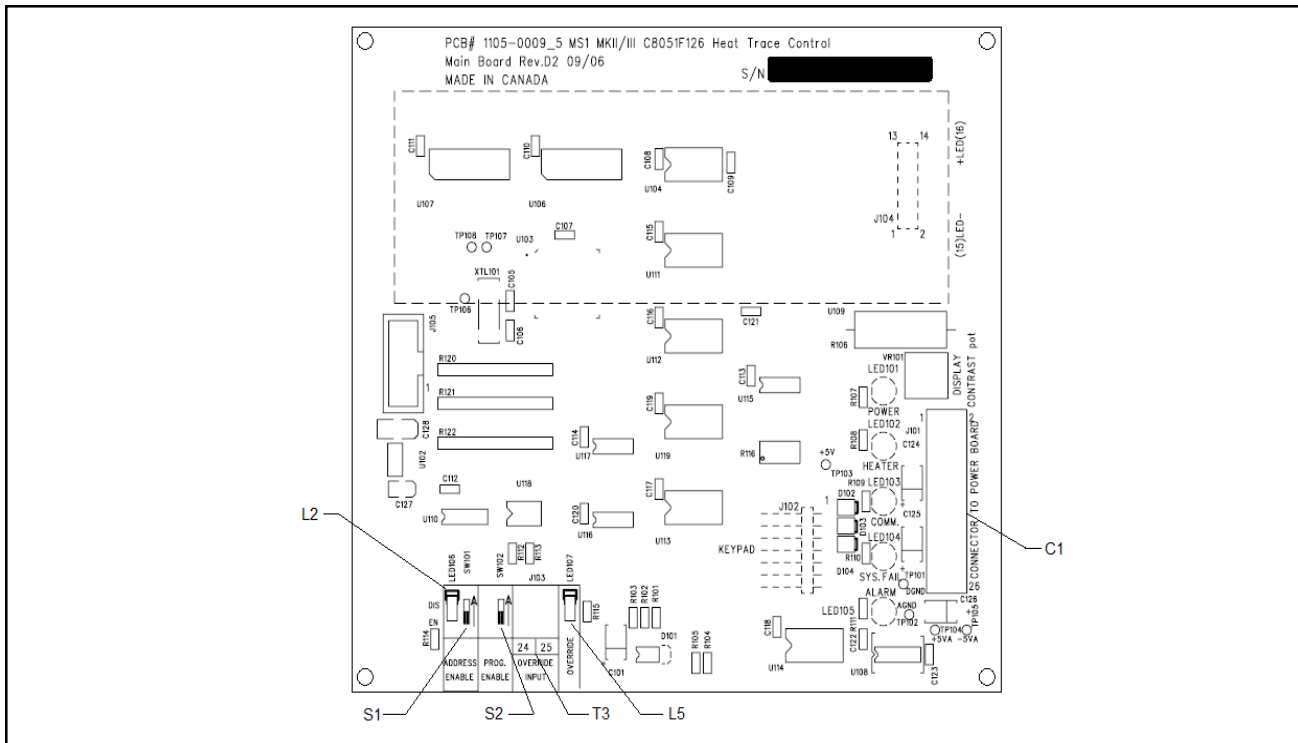 PCB# 1105-0009_5 MS1 MKII/III C8051F126 Heat Trace Control
Main Board Rev.D2 09/06
MADE IN CANADA
S/N
C111
C110
C108
C109
U107
U106
U104
13 14
J104
1 2
+LED(16)
(15)LED-
C107
TP108 TP107
U103
C115
U111
XTL101
C105
TP106
C106
J105
1
C116
U112
C121
U109
R106
VR101
DISPLAY
CONTRAST pot
R120
R121
R122
C113
U115
LED101
R107
POWER
C128
U102
C127
C112
U110
U118
C114
U117
C119
U119
R116
+5V
TP103
LED102
R108
HEATER
J101
1 2
C124
CONNECTOR TO POWER BOARD
26
C120
U116
C117
U113
J102
1
KEYPAD
D102
D103
D104
R109
LED103
COMM.
C125
R110
LED104
SYS.FAIL
TP101
DGND
L2
C1
LED106
SW101
SW102
R112
R113
J103
LED107
DIS
EN
A
A
R114
R115
24 25
ADDRESS
ENABLE
PROG.
ENABLE
OVERRIDE
INPUT
OVERRIDE
R103
R102
R101
C101
D101
R105
R104
C118
U114
ALARM
LED105
R111
AGND
TP102
C126
TP104
+5VA
TP105
-5VA
C122
U108
C123
S1
S2
T3
L5